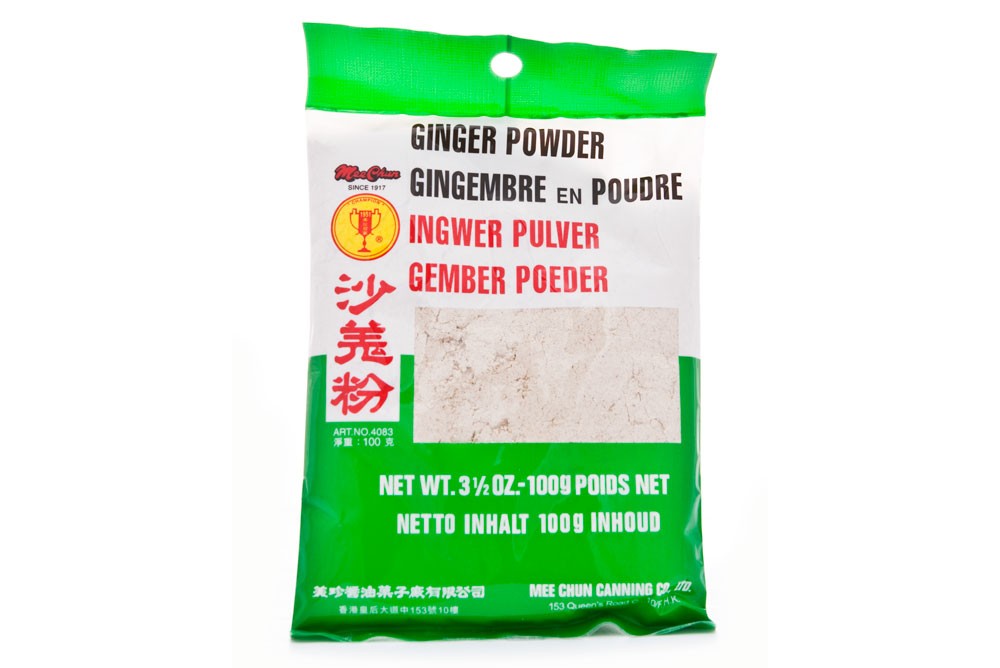 GINGER POWDER
GINGEMBRE EN POUDRE
INGWER PULVER
GEMBER POEDER
Mee Chun
SINCE 1917
CHAMPION
®
沙羌粉
ART.NO.4083
淨重：100 克
NET WT. 3½ OZ.-100g POIDS NET
NETTO INHALT 100g INHOUD
美珍醬油菓子廠有限公司
香港皇后大道中153號10樓
MEE CHUN CANNING CO. LTD.
153 Queen's Road